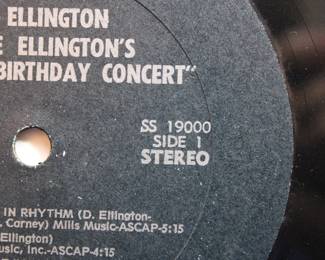 ELLINGTON
E ELLINGTON'S
BIRTHDAY CONCERT"
SS 19000
SIDE 1
STEREO
IN RHYTHM (D. Ellington-
Carney) Mills Music-ASCAP-5:15
Ellington)
usic, Inc.-ASCAP-4:15